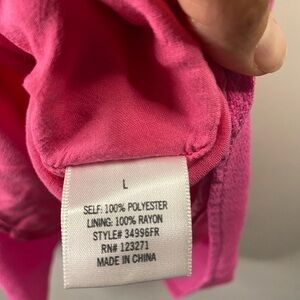 L
SELF: 100% POLYESTER
LINING: 100% RAYON
STYLE# 34996FR
RN# 123271
MADE IN CHINA